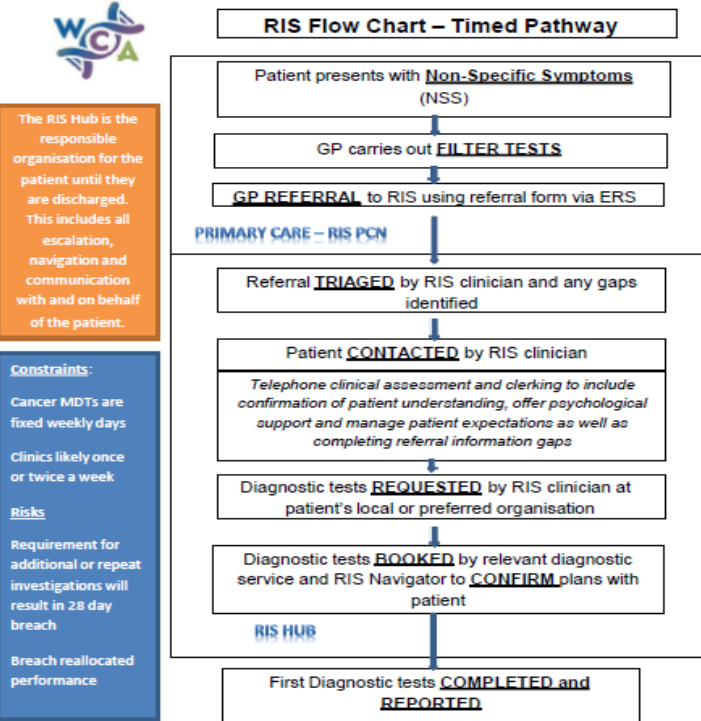 WCA
RIS Flow Chart – Timed Pathway
The RIS Hub is the
responsible
organisation for the
patient until they
are discharged.
This includes all
escalation,
navigation and
communication
with and on behalf
of the patient.
Constraints:
Cancer MDTs are
fixed weekly days
Clinics likely once
or twice a week
Risks
Requirement for
additional or repeat
investigations will
result in 28 day
breach
Breach reallocated
performance
Patient presents with Non-Specific Symptoms
(NSS)
GP carries out FILTER TESTS
GP REFERRAL to RIS using referral form via ERS
PRIMARY CARE – RIS PCN
Referral TRIAGED by RIS clinician and any gaps
identified
Patient CONTACTED by RIS clinician
Telephone clinical assessment and clerking to include
confirmation of patient understanding, offer psychological
support and manage patient expectations as well as
completing referral information gaps
Diagnostic tests REQUESTED by RIS clinician at
patient's local or preferred organisation
Diagnostic tests BOOKED by relevant diagnostic
service and RIS Navigator to CONFIRM plans with
patient
RIS HUB
First Diagnostic tests COMPLETED and
REPORTED